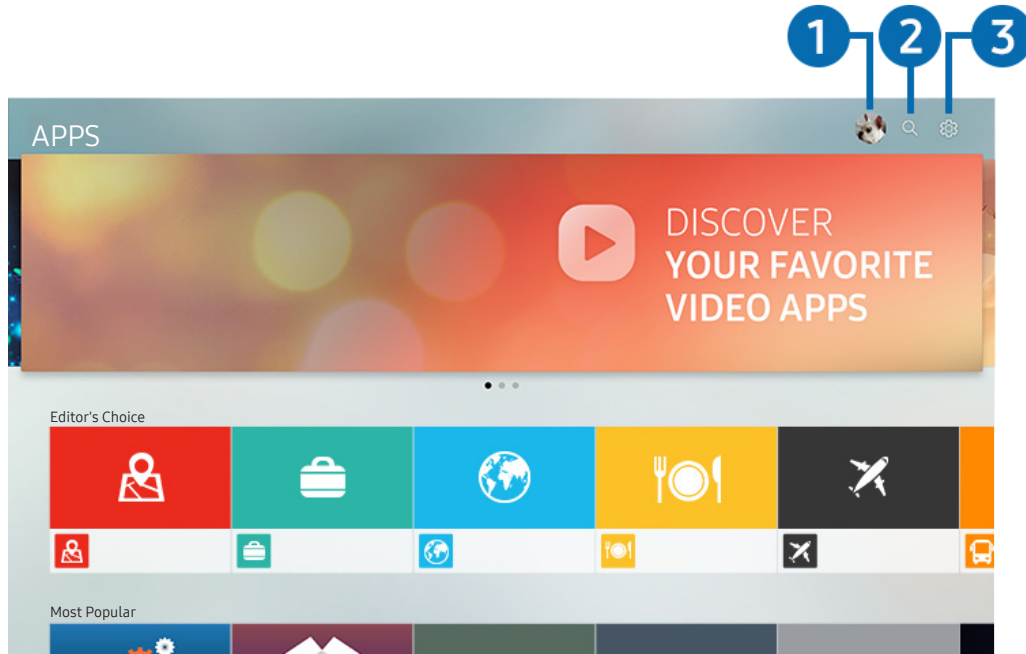 1 2 3
APPS
DISCOVER
YOUR FAVORITE
VIDEO APPS
Editor's Choice
Most Popular